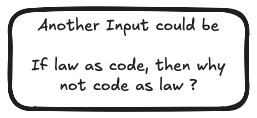 Another Input could be
If law as code, then why
not code as law ?